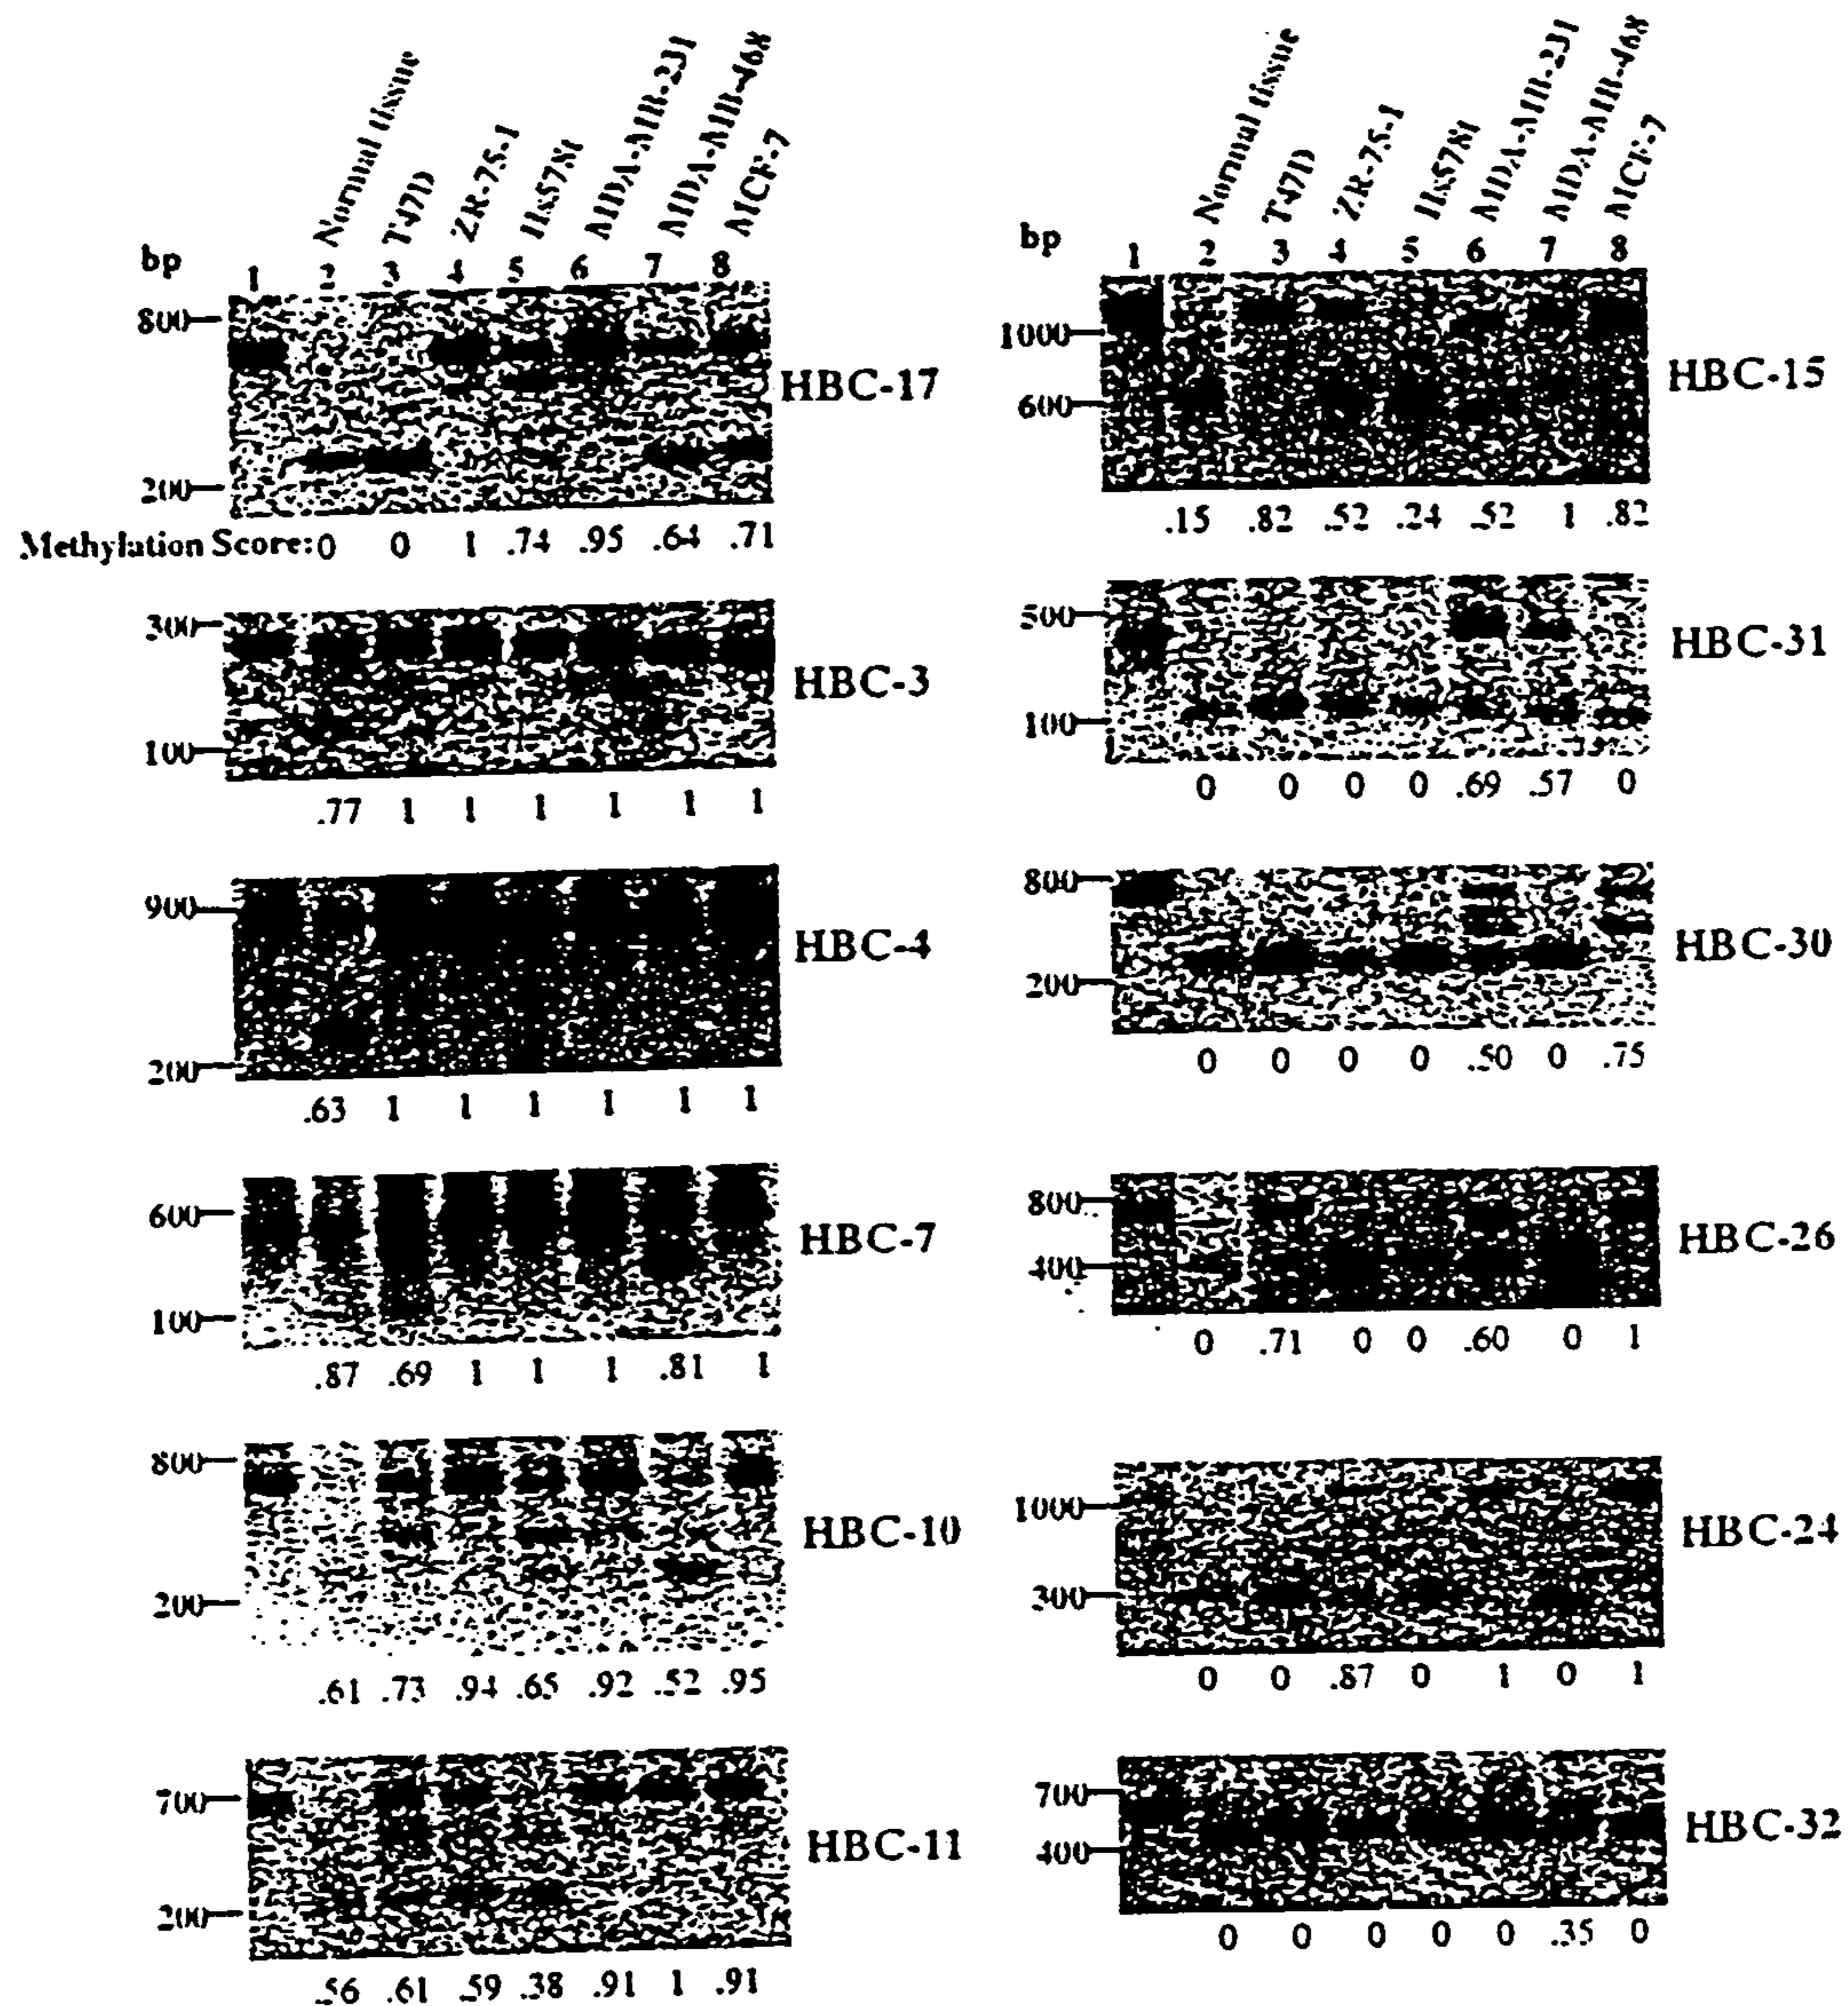 Normal tissue T47D ZR-75-1 Hs578t MDA-MB-231 MDA-MB-468 MCF-7
bp 1 2 3 4 5 6 7 8
800
HBC-17
200
Methylation Score: 0 0 1 .74 .95 .64 .71
300
HBC-3
100
.77 1 1 1 1 1 1
900
HBC-4
200
.63 1 1 1 1 1 1
600
HBC-7
100
.87 .69 1 1 1 .81 1
800
HBC-10
200
.61 .73 .94 .65 .92 .52 .95
700
HBC-11
200
.56 .61 .59 .38 .91 1 .91
Normal tissue T47D ZR-75-1 Hs578t MDA-MB-231 MDA-MB-468 MCF-7
bp 1 2 3 4 5 6 7 8
1000
HBC-15
600
.15 .82 .52 .24 .52 1 .82
500
HBC-31
100
0 0 0 0 .69 .57 0
800
HBC-30
200
0 0 0 0 .50 0 .75
800
HBC-26
400
0 .71 0 0 .60 0 1
1000
HBC-24
300
0 0 .87 0 1 0 1
700
HBC-32
400
0 0 0 0 0 .35 0